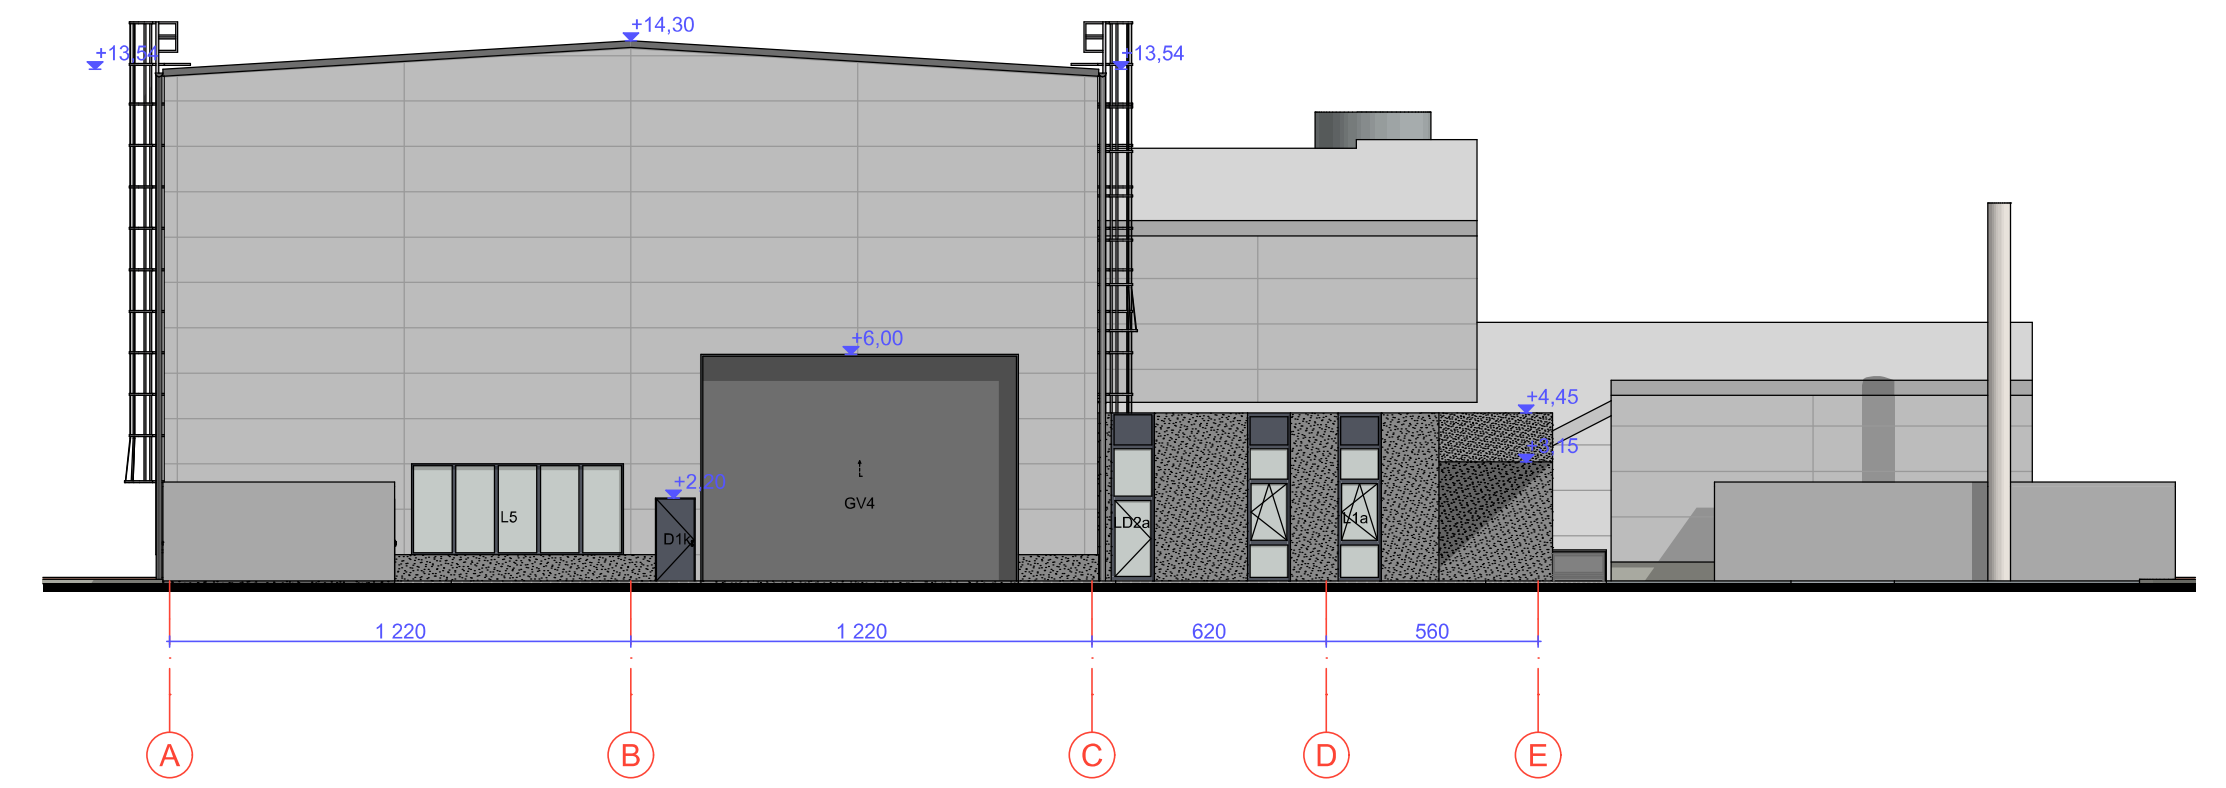 +14,30
+13,54
+13,54
+6,00
+4,45
+3,15
+2,20
GV4
L5
D1k
LD2a
L1a
1 220
1 220
620
560
A
B
C
D
E